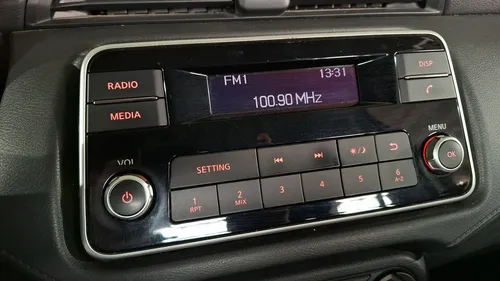 RADIO
MEDIA
FM1 13:31
100.90 MHz
DISP
VOL
SETTING
MENU
OK
1 RPT
2 MIX
3
4
5
6 A-Z